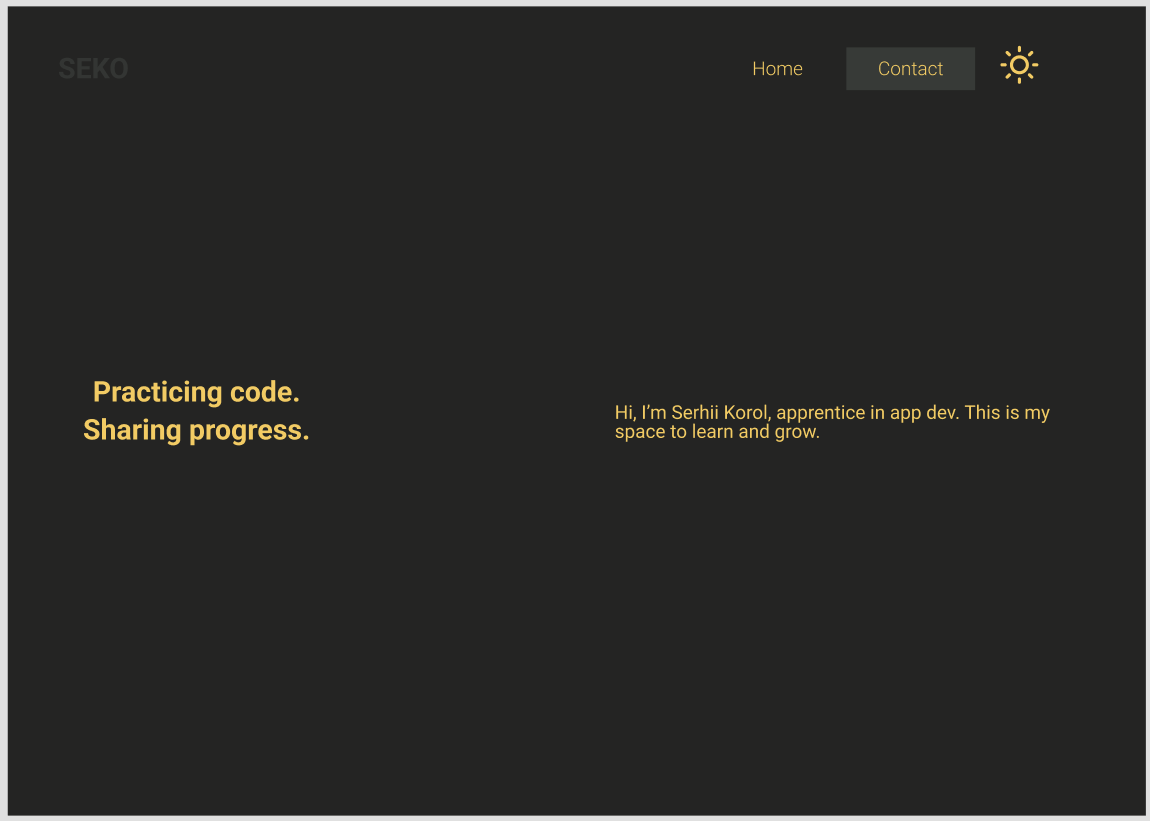 SEKO
Home
Contact
Practicing code.
Sharing progress.
Hi, I’m Serhii Korol, apprentice in app dev. This is my
space to learn and grow.